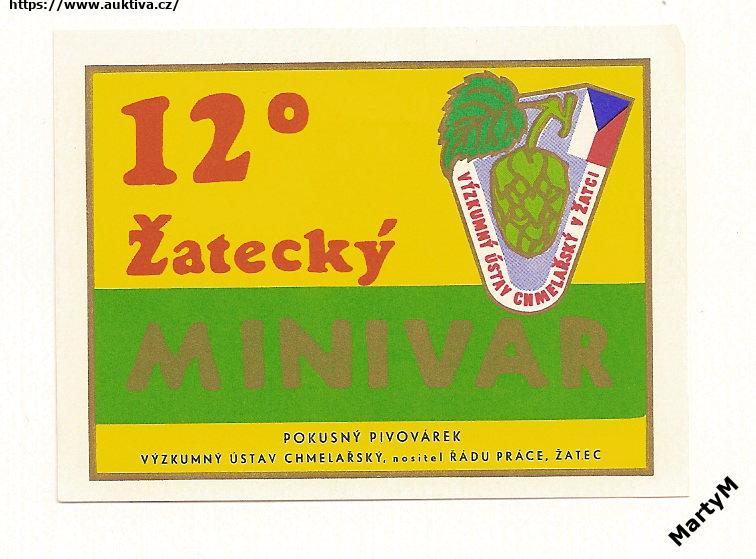 https://www.auktiva.cz/
12°
Žatecký
VÝZKUMNÝ ÚSTAV CHMELAŘSKÝ V ŽATCI
MINIVAR
POKUSNÝ PIVOVÁREK
VÝZKUMNÝ ÚSTAV CHMELAŘSKÝ, nositel ŘÁDU PRÁCE, ŽATEC
MartyM